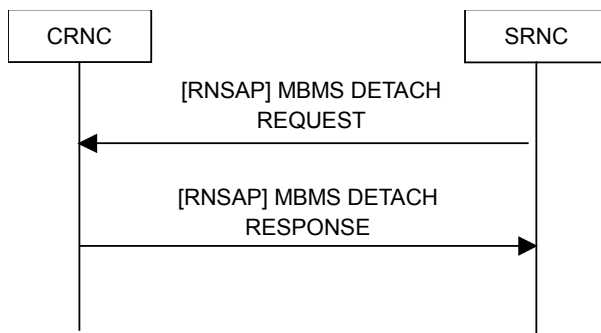 CRNC
SRNC
[RNSAP] MBMS DETACH
REQUEST
[RNSAP] MBMS DETACH
RESPONSE